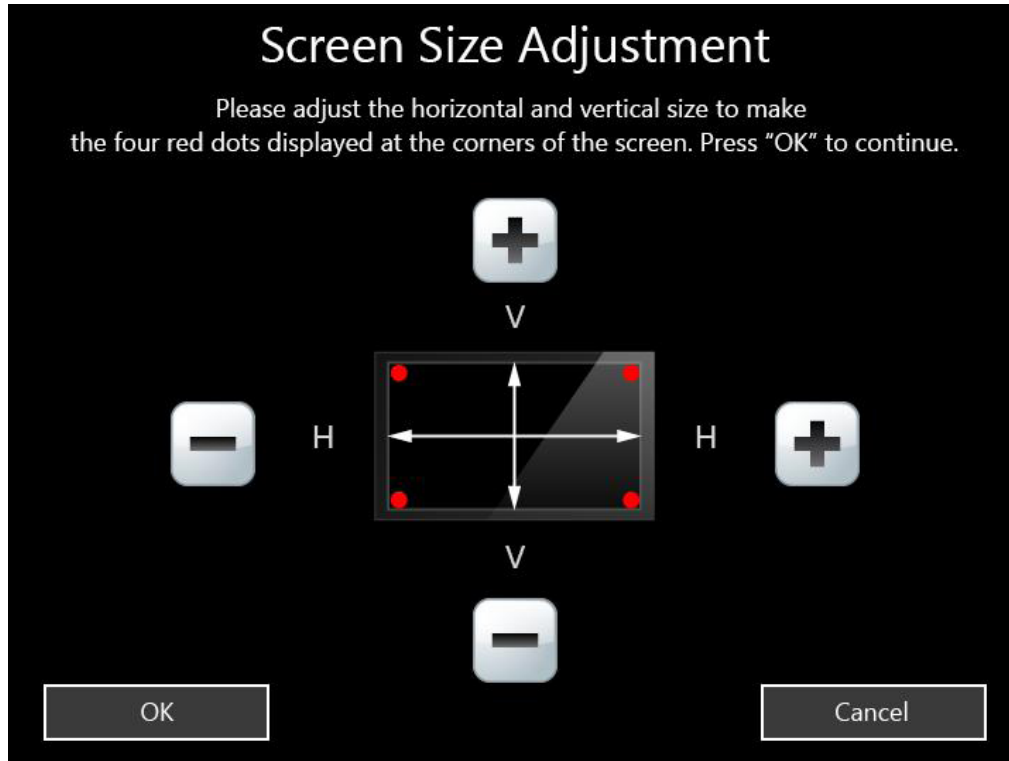 Screen Size Adjustment
Please adjust the horizontal and vertical size to make
the four red dots displayed at the corners of the screen. Press “OK” to continue.
V
H
H
V
OK
Cancel